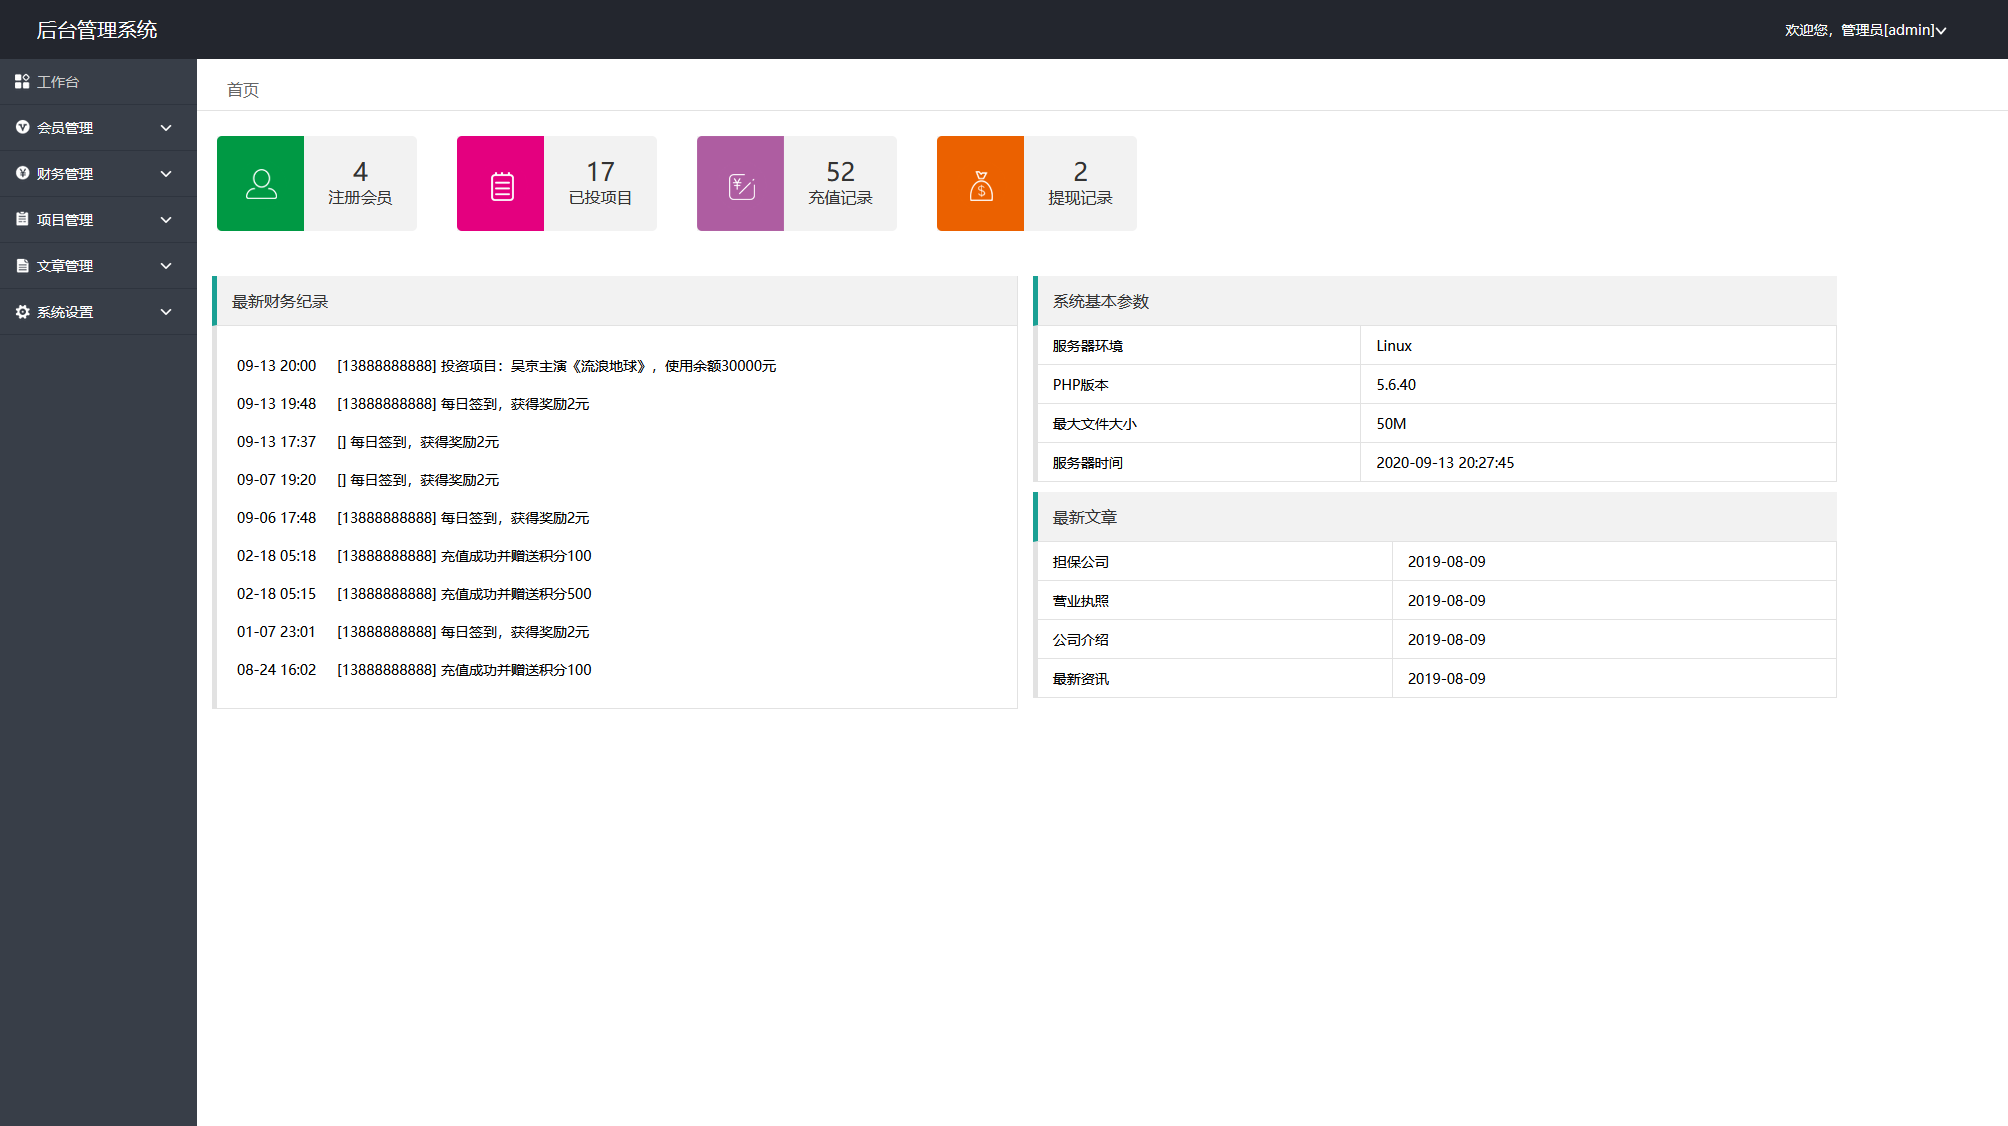 后台管理系统
欢迎您，管理员[admin]
工作台
会员管理
财务管理
项目管理
文章管理
系统设置
首页
4
注册会员
17
已投项目
52
充值记录
2
提现记录
最新财务纪录
09-13 20:00 [13888888888] 投资项目：吴京主演《流浪地球》，使用余额30000元
09-13 19:48 [13888888888] 每日签到，获得奖励2元
09-13 17:37 [] 每日签到，获得奖励2元
09-07 19:20 [] 每日签到，获得奖励2元
09-06 17:48 [13888888888] 每日签到，获得奖励2元
02-18 05:18 [13888888888] 充值成功并赠送积分100
02-18 05:15 [13888888888] 充值成功并赠送积分500
01-07 23:01 [13888888888] 每日签到，获得奖励2元
08-24 16:02 [13888888888] 充值成功并赠送积分100
系统基本参数
服务器环境 Linux
PHP版本 5.6.40
最大文件大小 50M
服务器时间 2020-09-13 20:27:45
最新文章
担保公司 2019-08-09
营业执照 2019-08-09
公司介绍 2019-08-09
最新资讯 2019-08-09